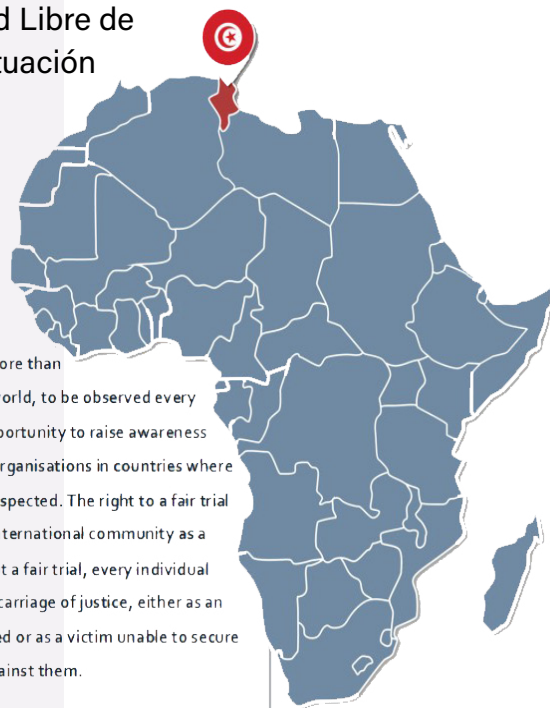 d Libre de
tuación
ore than
orld, to be observed every
portunity to raise awareness
rganisations in countries where
spected. The right to a fair trial
nternational community as a
t a fair trial, every individual
carriage of justice, either as an
ed or as a victim unable to secure
ainst them.